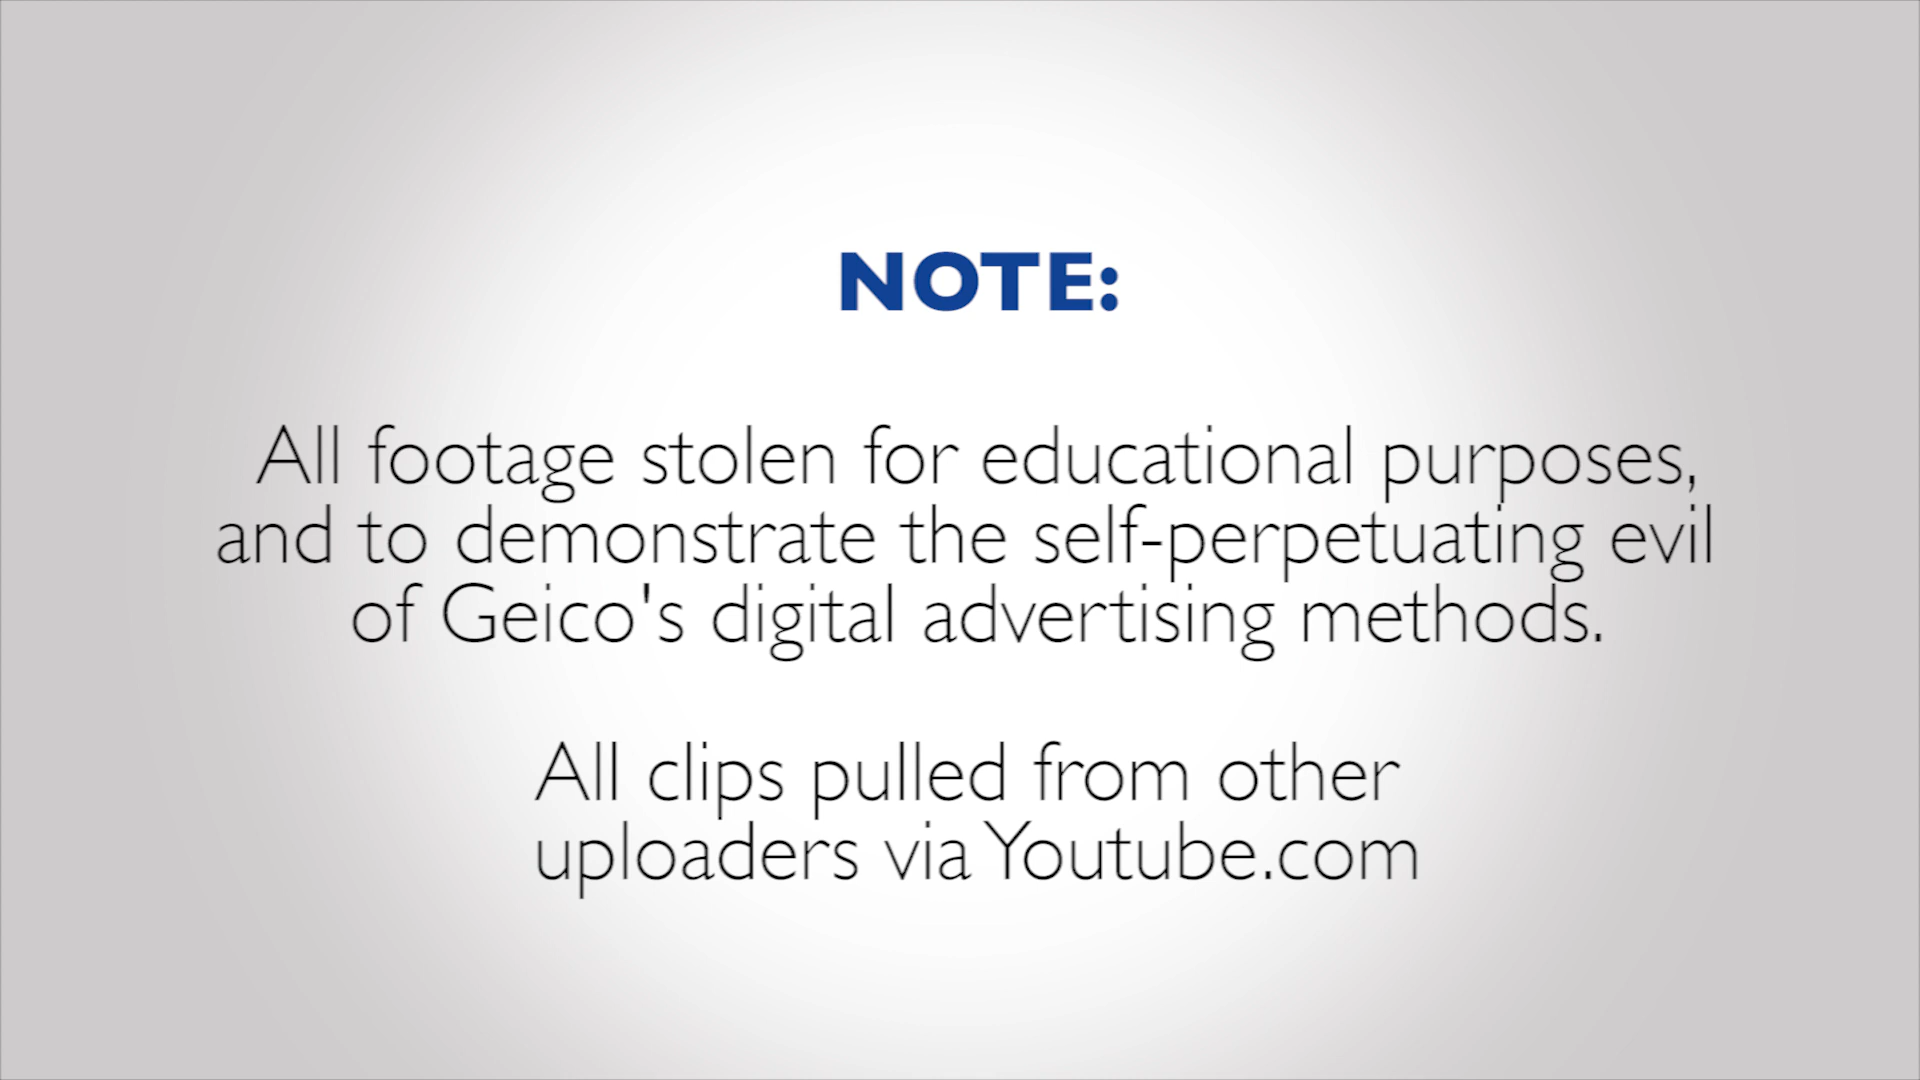 NOTE:
All footage stolen for educational purposes,
and to demonstrate the self-perpetuating evil
of Geico's digital advertising methods.
All clips pulled from other
uploaders via Youtube.com